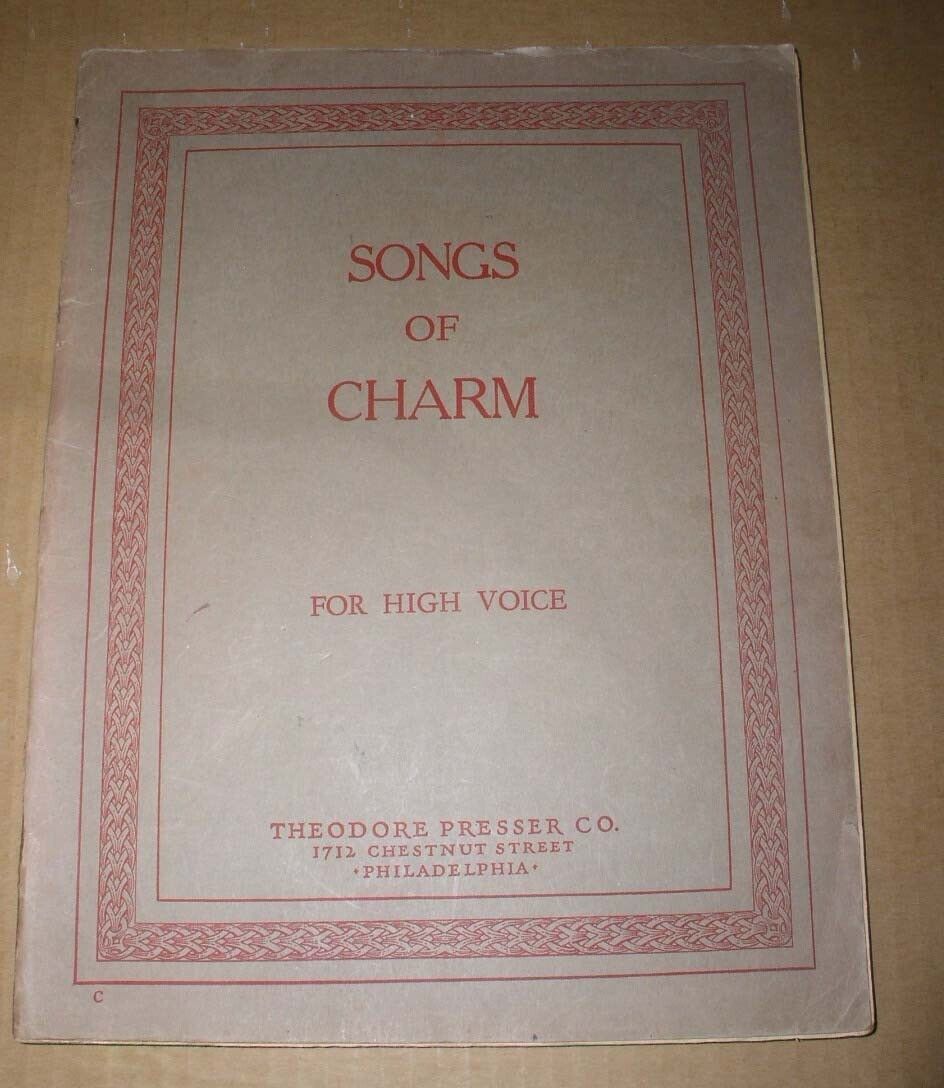 SONGS
OF
CHARM
FOR HIGH VOICE
THEODORE PRESSER CO.
1712 CHESTNUT STREET
•PHILADELPHIA•
C